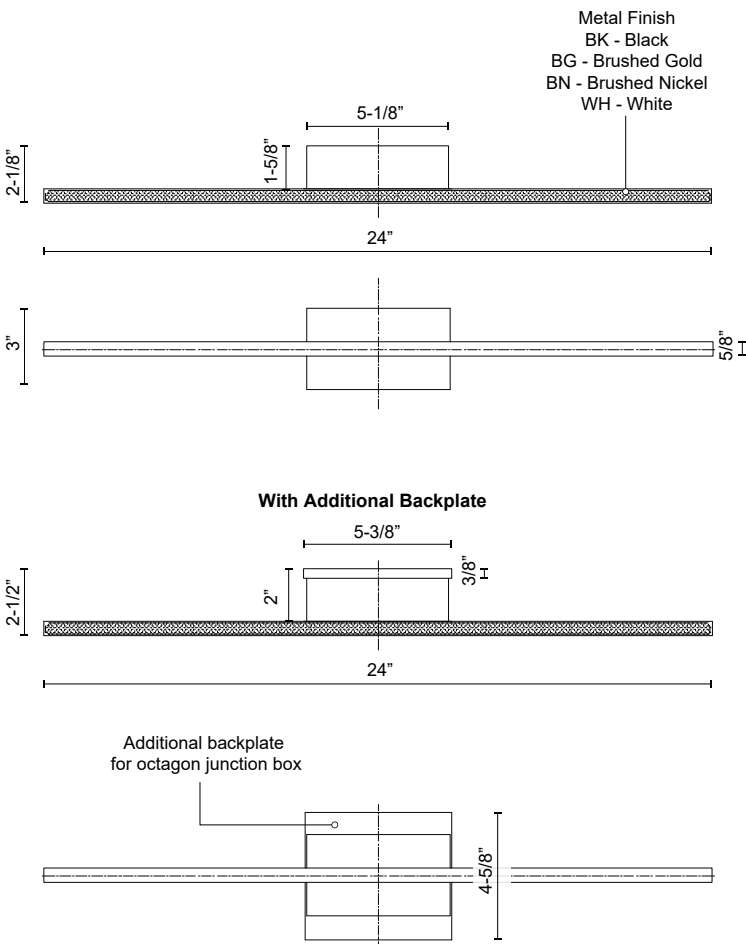 Metal Finish
BK - Black
BG - Brushed Gold
BN - Brushed Nickel
WH - White
5-1/8”
2-1/8”
1-5/8”
24”
3”
5/8”
With Additional Backplate
5-3/8”
2-1/2”
2”
3/8”
24”
Additional backplate
for octagon junction box
4-5/8”